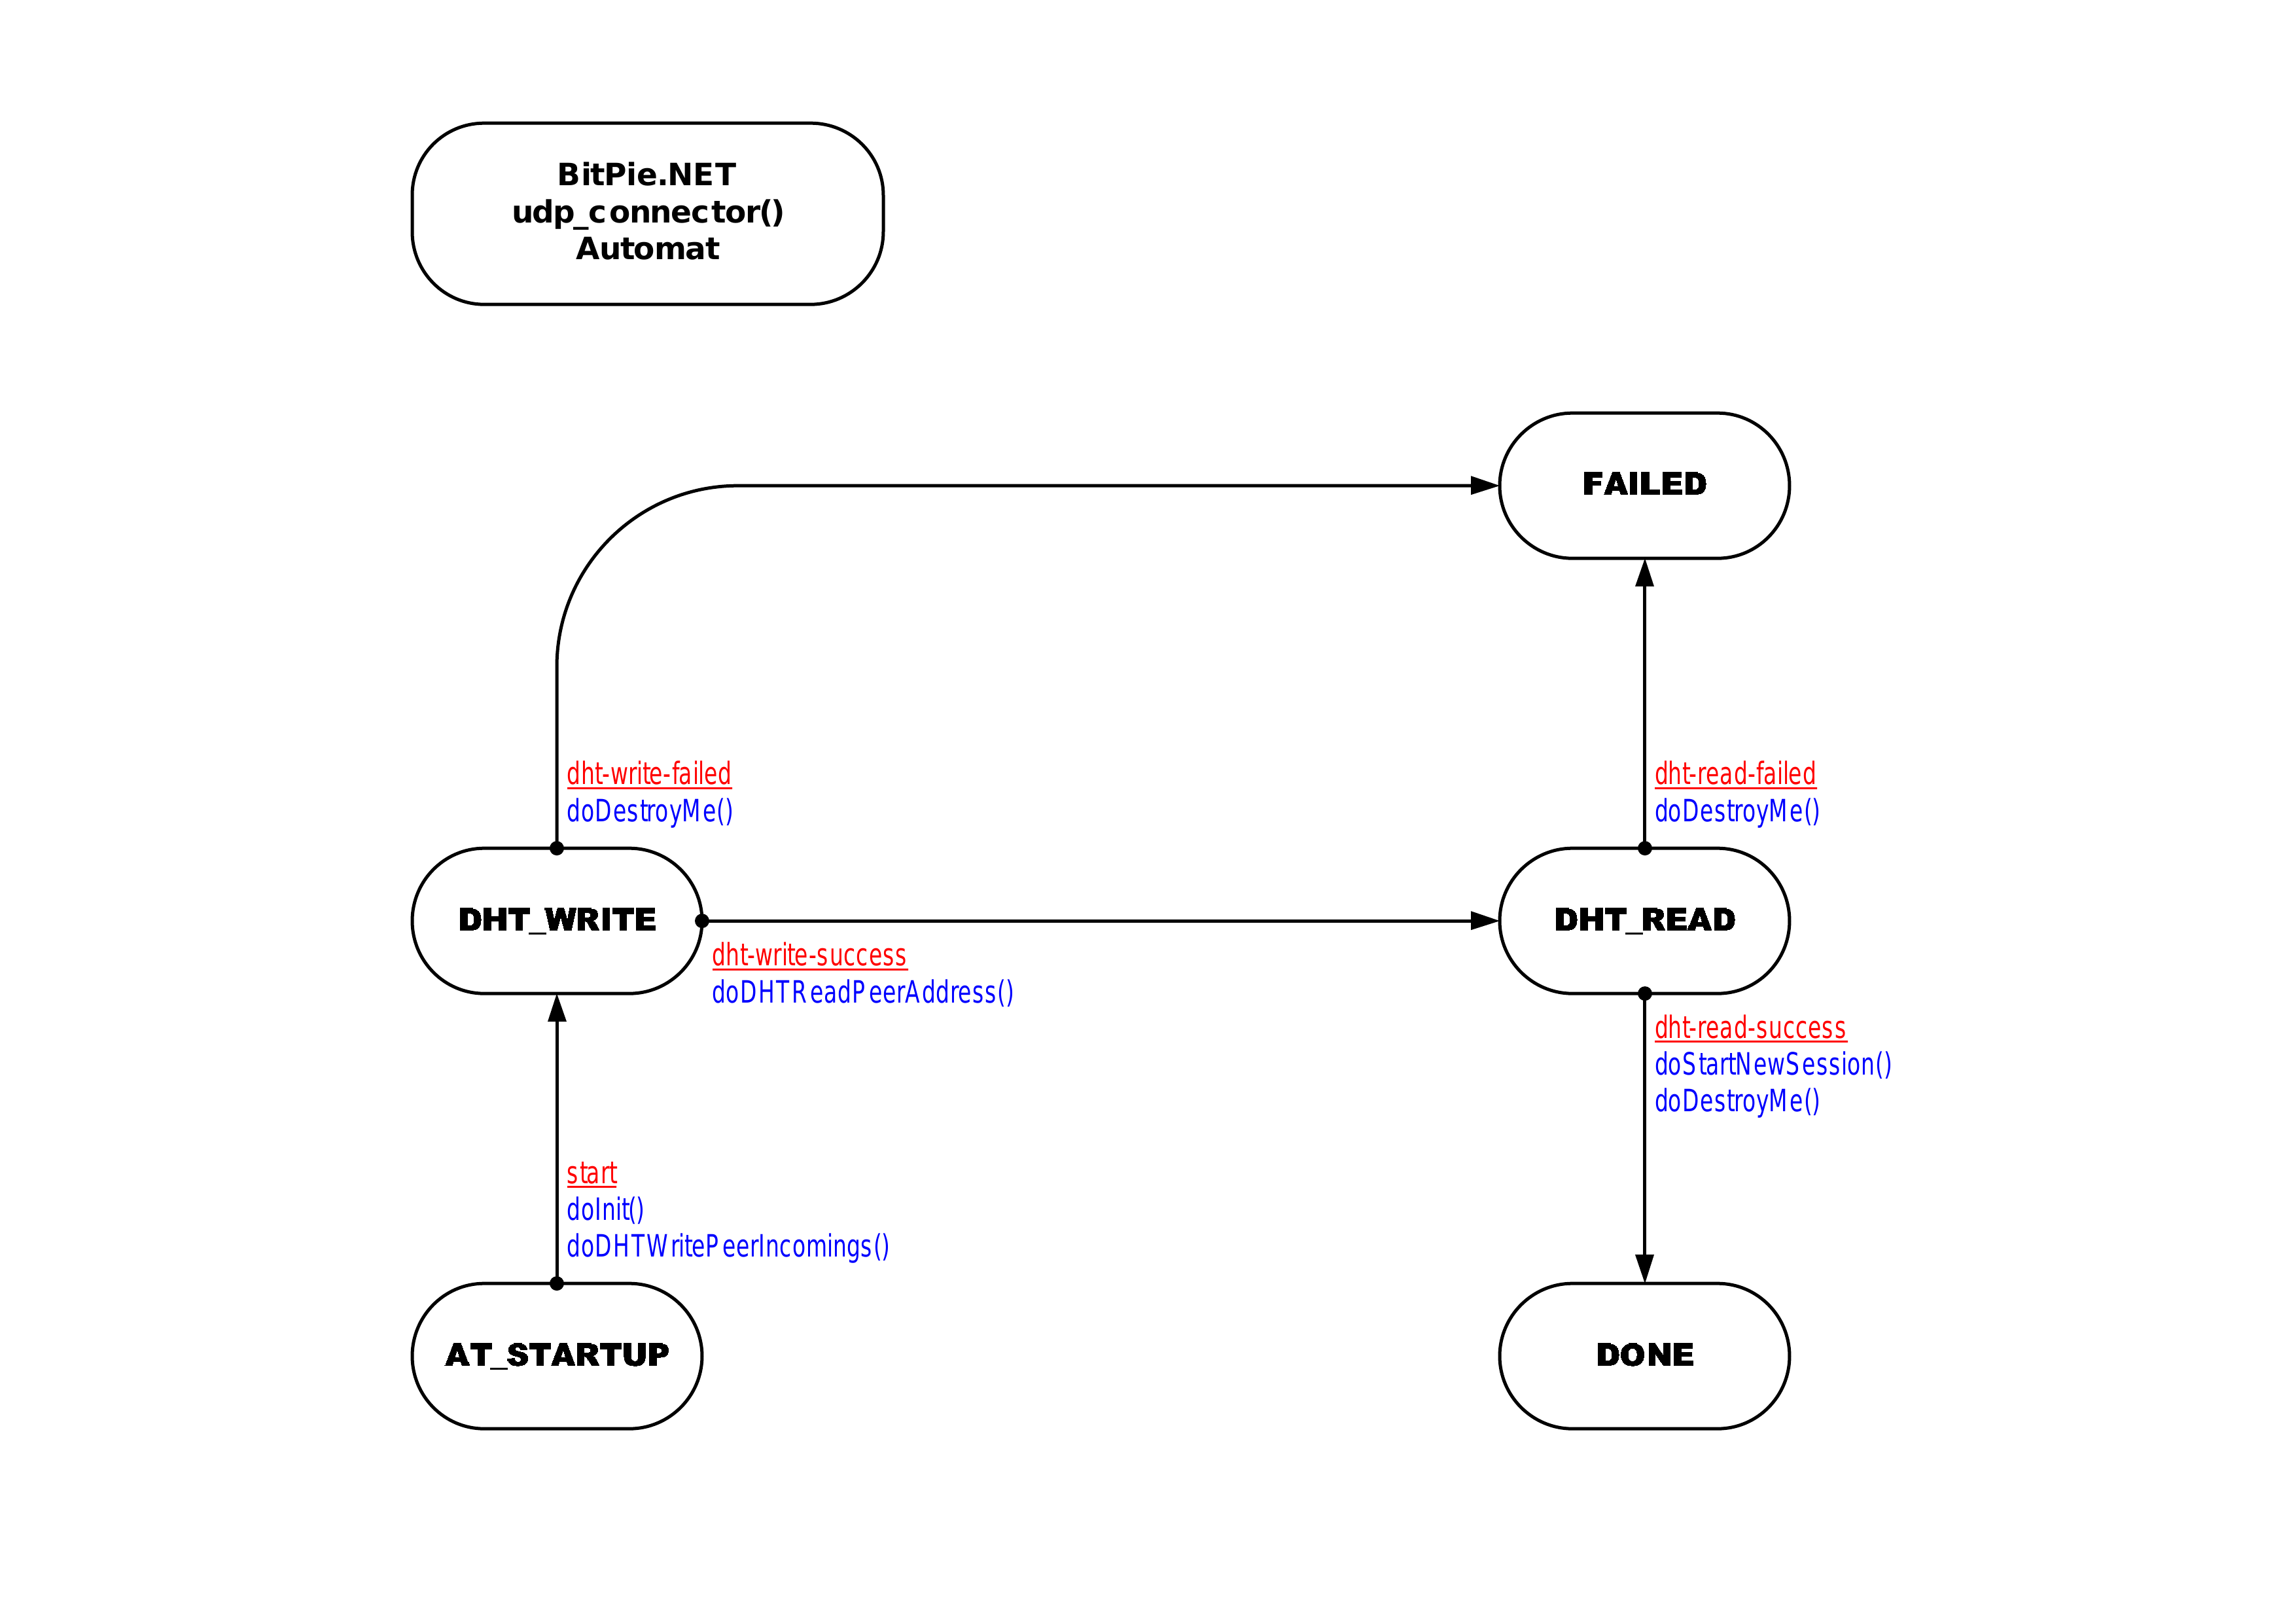 BitPie.NET
udp_connector()
Automat
FAILED
dht-write-failed
doDestroyMe()
dht-read-failed
doDestroyMe()
DHT_WRITE
DHT_READ
dht-write-success
doDHTReadPeerAddress()
dht-read-success
doStartNewSession()
doDestroyMe()
start
doInit()
doDHTWritePeerIncomings()
AT_STARTUP
DONE